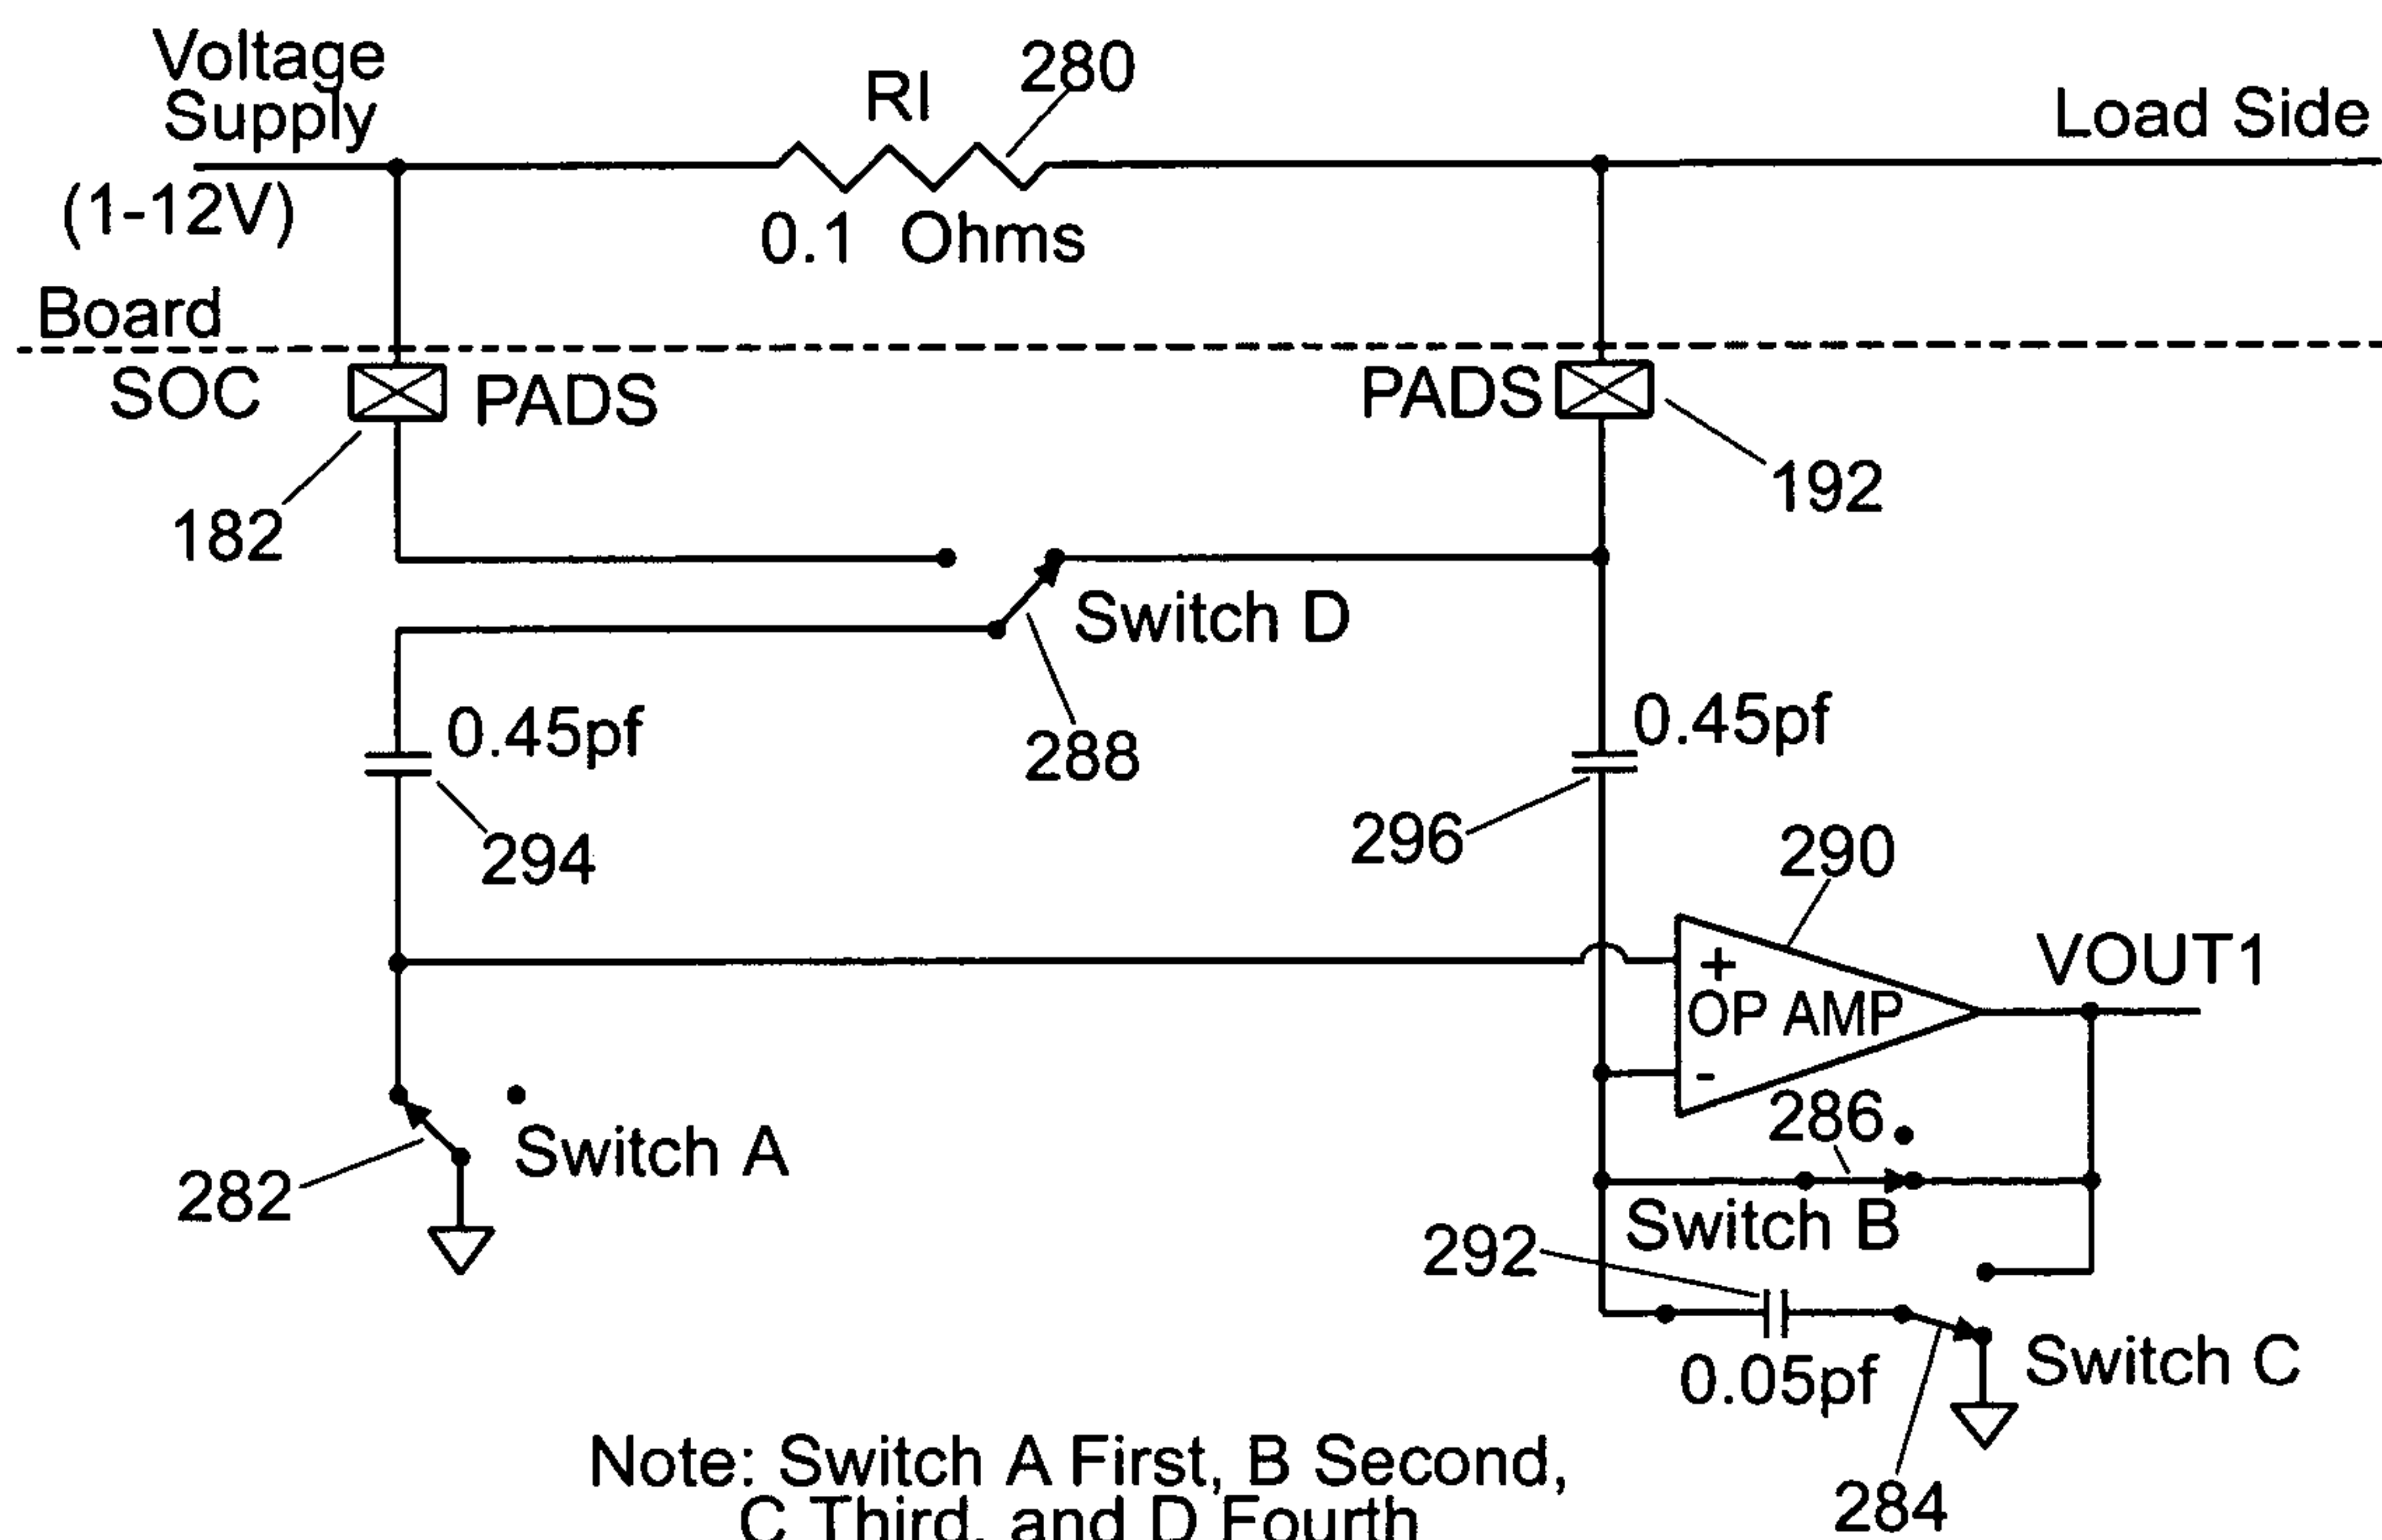 Voltage
Supply
(1-12V)
RI
280
0.1 Ohms
Load Side
Board
SOC
PADS
182
PADS
192
Switch D
288
0.45pf
294
0.45pf
296
290
+
OP AMP
-
VOUT1
286
Switch B
Switch A
282
292
0.05pf
Switch C
284
Note: Switch A First, B Second,
C Third, and D Fourth